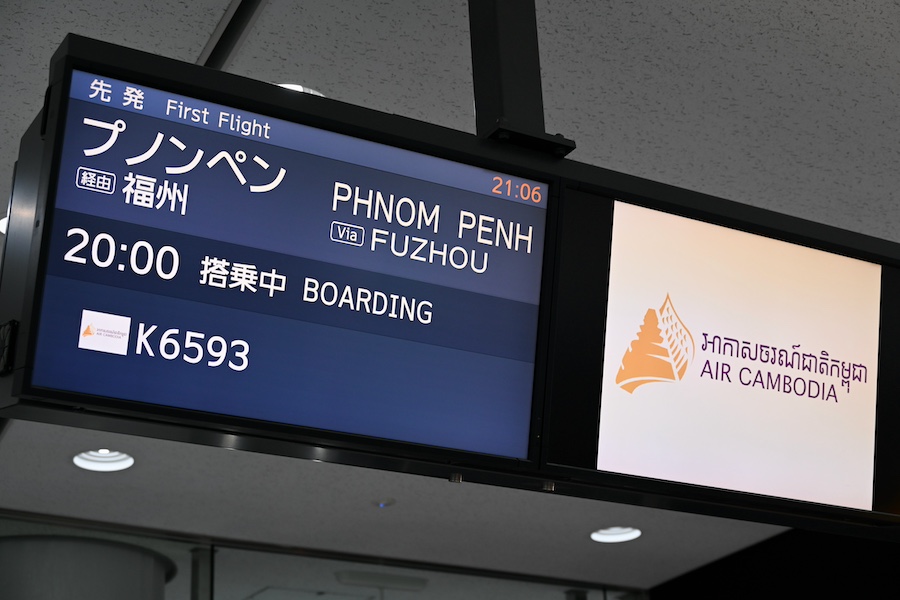 先発 First Flight
21:06
プノンペン
経由 福州
PHNOM PENH
Via FUZHOU
20:00 搭乗中 BOARDING
K6593
អាកាសចរណ៍ជាតិកម្ពុជា
AIR CAMBODIA